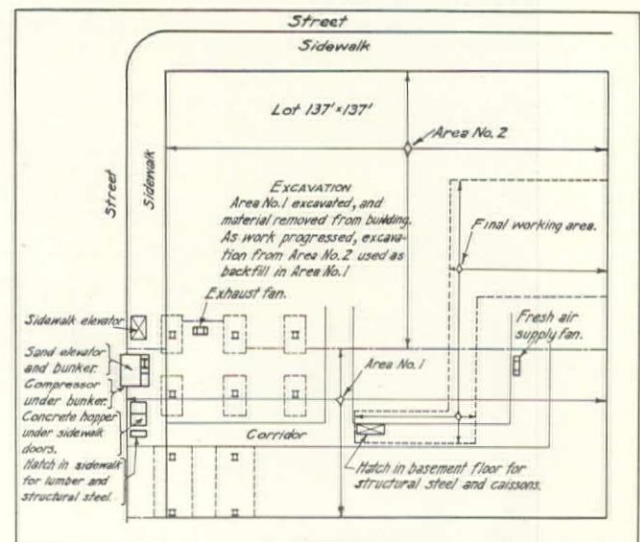 Street
Sidewalk
Lot 137'×137'
Area No. 2
Street
Sidewalk
EXCAVATION
Area No.1 excavated, and
material removed from building.
As work progressed, excava-
tion from Area No.2 used as
backfill in Area No.1
Final working area.
Exhaust fan.
Fresh air
supply fan.
Sidewalk elevator
Sand elevator
and bunker.
Compressor
under bunker.
Concrete hopper
under sidewalk
doors.
Hatch in sidewalk
for lumber and
structural steel.
Area No.1
Corridor
Hatch in basement floor for
structural steel and caissons.